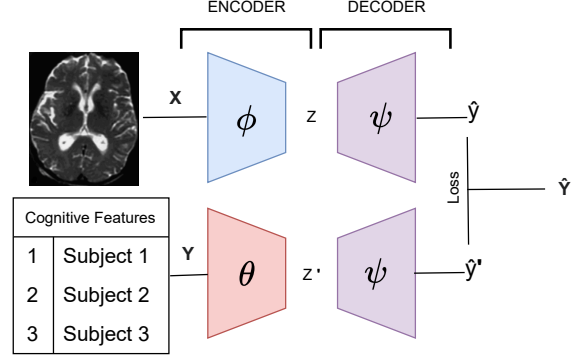 ENCODER DECODER
X ϕ Z ψ ŷ
Loss
Ŷ
Cognitive Features
1 Subject 1
2 Subject 2
3 Subject 3
Y θ Z' ψ ŷ'